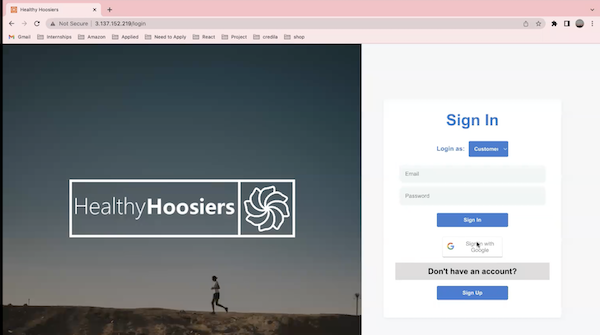 Healthy Hoosiers
Not Secure 3.137.152.219/login
Gmail Internships Amazon Applied Need to Apply React Project credila shop
Sign In
Login as: Customer
Email
Password
HealthyHoosiers
Sign In
Sign in with
Google
Don't have an account?
Sign Up